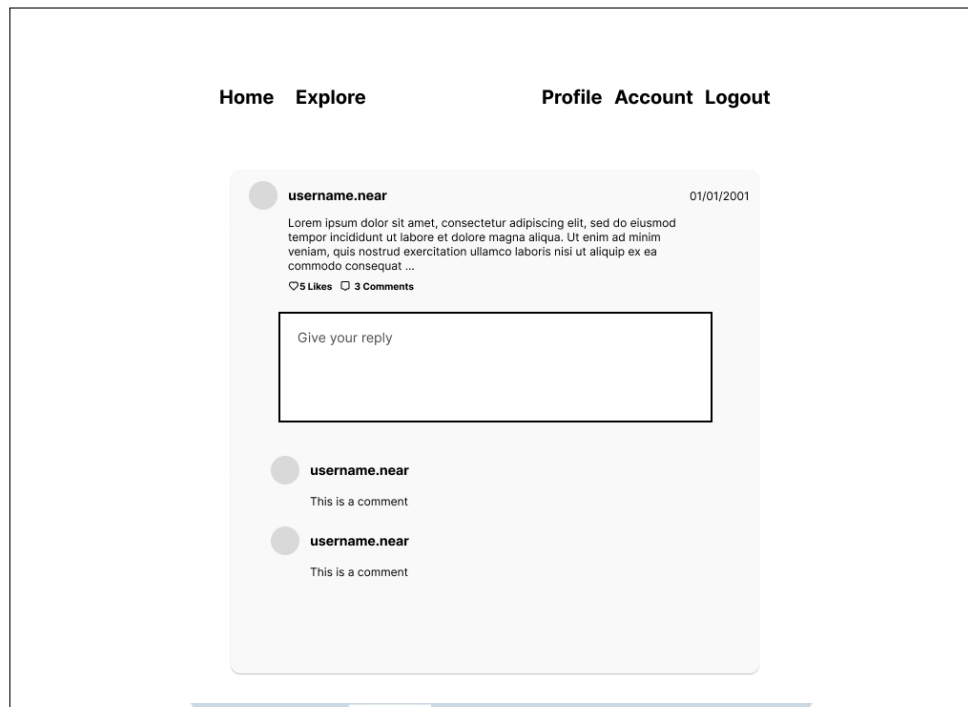 Home Explore Profile Account Logout
username.near 01/01/2001
Lorem ipsum dolor sit amet, consectetur adipiscing elit, sed do eiusmod
tempor incididunt ut labore et dolore magna aliqua. Ut enim ad minim
veniam, quis nostrud exercitation ullamco laboris nisi ut aliquip ex ea
commodo consequat ...
5 Likes 3 Comments
Give your reply
username.near
This is a comment
username.near
This is a comment